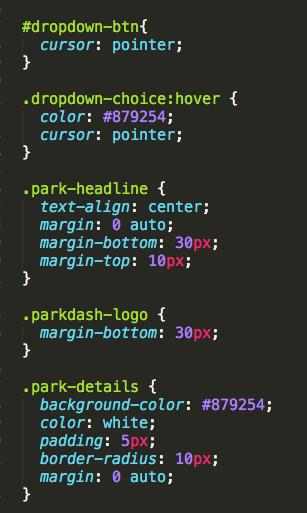 #dropdown-btn{
cursor: pointer;
}
.dropdown-choice:hover {
color: #879254;
cursor: pointer;
}
.park-headline {
text-align: center;
margin: 0 auto;
margin-bottom: 30px;
margin-top: 10px;
}
.parkdash-logo {
margin-bottom: 30px;
}
.park-details {
background-color: #879254;
color: white;
padding: 5px;
border-radius: 10px;
margin: 0 auto;
}